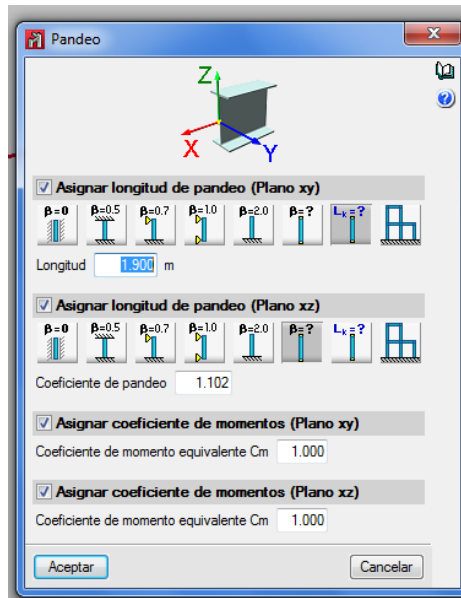 Pandeo
Z
X
Y
Asignar longitud de pandeo (Plano xy)
β=0 β=0.5 β=0.7 β=1.0 β=2.0 β=? Lk=?
Longitud 1.900 m
Asignar longitud de pandeo (Plano xz)
β=0 β=0.5 β=0.7 β=1.0 β=2.0 β=? Lk=?
Coeficiente de pandeo 1.102
Asignar coeficiente de momentos (Plano xy)
Coeficiente de momento equivalente Cm 1.000
Asignar coeficiente de momentos (Plano xz)
Coeficiente de momento equivalente Cm 1.000
Aceptar Cancelar